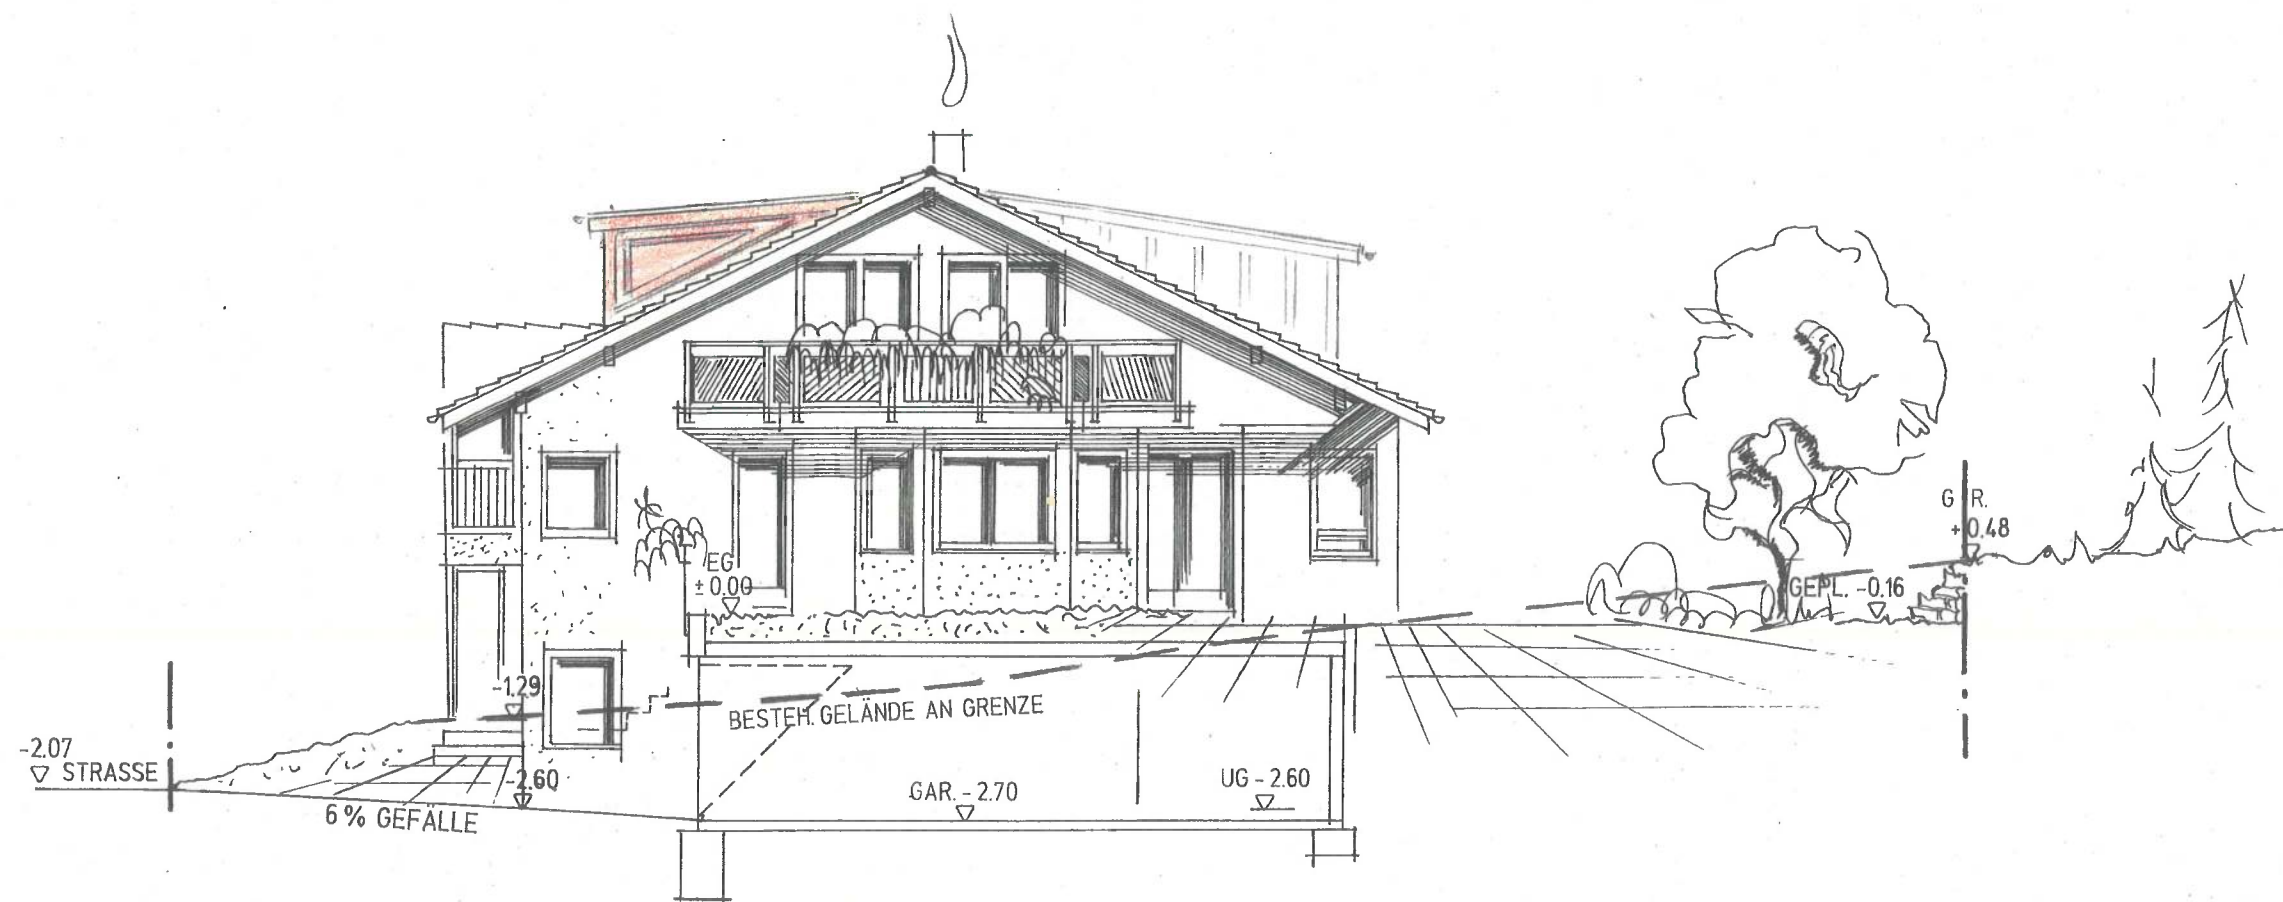 G R.
+0.48
EG
± 0.00
GEPL. -0.16
-1.29
BESTEH. GELÄNDE AN GRENZE
-2.07
STRASSE
-2.60
GAR. - 2.70
UG - 2.60
6 % GEFÄLLE